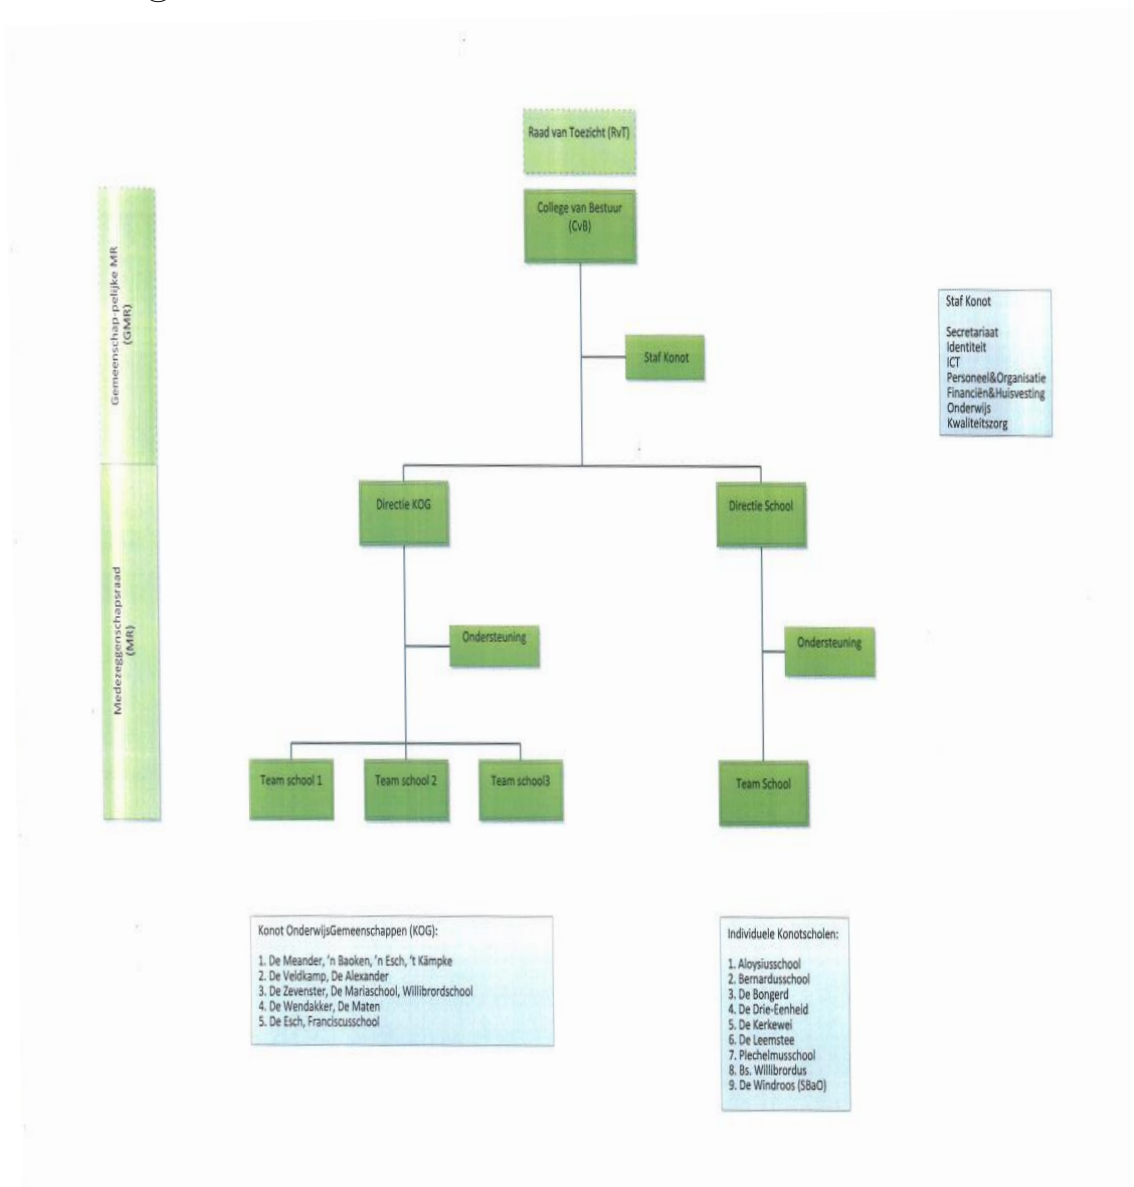 Raad van Toezicht (RvT)
College van Bestuur
(CvB)
Gemeenschap-pelijke MR
(GMR)
Medezeggenschapsraad
(MR)
Staf Konot
Staf Konot
Secretariaat
Identiteit
ICT
Personeel&Organisatie
Financiën&Huisvesting
Onderwijs
Kwaliteitszorg
Directie KOG
Directie School
Ondersteuning
Ondersteuning
Team school 1
Team school 2
Team school3
Team School
Konot OnderwijsGemeenschappen (KOG):
1. De Meander, 'n Baoken, 'n Esch, 't Kämpke
2. De Veldkamp, De Alexander
3. De Zevenster, De Mariaschool, Willibrordschool
4. De Wendakker, De Maten
5. De Esch, Franciscusschool
Individuele Konotscholen:
1. Aloysiusschool
2. Bernardusschool
3. De Bongerd
4. De Drie-Eenheid
5. De Kerkewei
6. De Leemstee
7. Plechelmusschool
8. Bs. Willibrordus
9. De Windroos (SBaO)